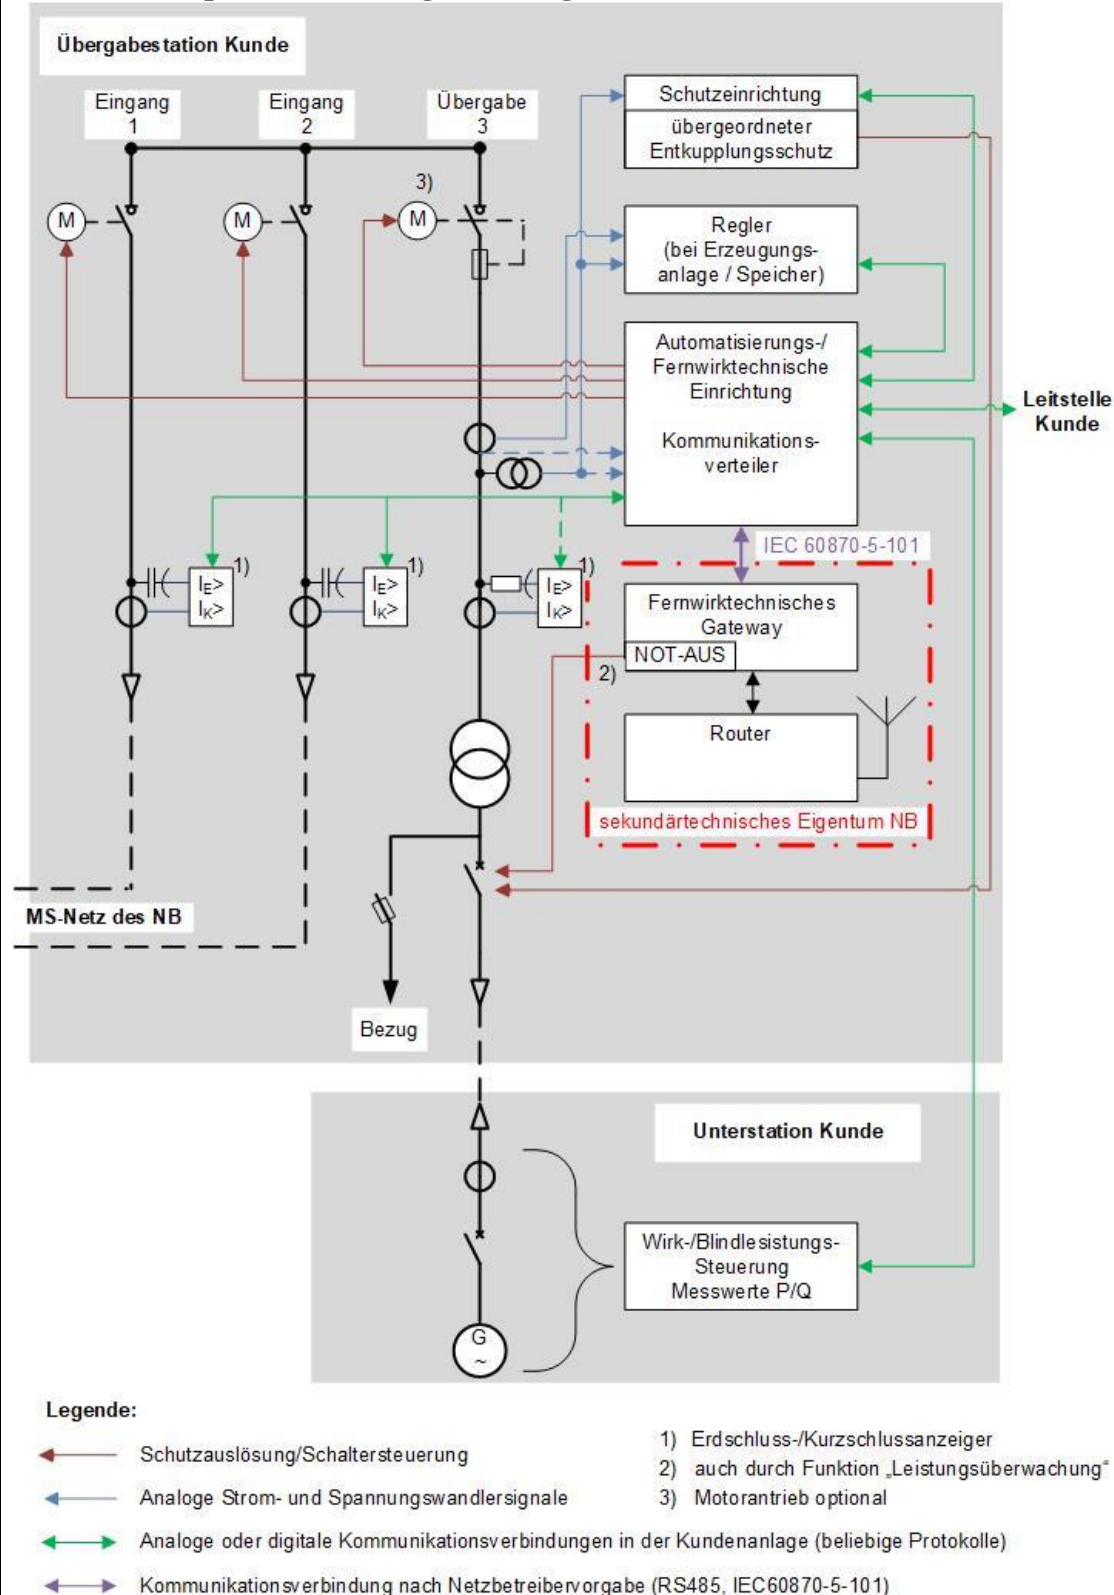 Übergabestation Kunde
Eingang
1
Eingang
2
Übergabe
3
Schutzeinrichtung
übergeordneter
Entkupplungsschutz
3)
M
M
M
Regler
(bei Erzeugungs-
anlage / Speicher)
Automatisierungs-/
Fernwirktechnische
Einrichtung
Kommunikations-
verteiler
Leitstelle
Kunde
IEC 60870-5-101
1)
IE>
IK>
1)
IE>
IK>
1)
IE>
IK>
Fernwirktechnisches
Gateway
NOT-AUS
2)
Router
sekundärtechnisches Eigentum NB
MS-Netz des NB
Bezug
Unterstation Kunde
Wirk-/Blindlesistungs-
Steuerung
Messwerte P/Q
G
~
Legende:
Schutzauslösung/Schaltersteuerung
Analoge Strom- und Spannungswandlersignale
1) Erdschluss-/Kurzschlussanzeiger
2) auch durch Funktion „Leistungsüberwachung“
3) Motorantrieb optional
Analoge oder digitale Kommunikationsverbindungen in der Kundenanlage (beliebige Protokolle)
Kommunikationsverbindung nach Netzbetreibervorgabe (RS485, IEC60870-5-101)